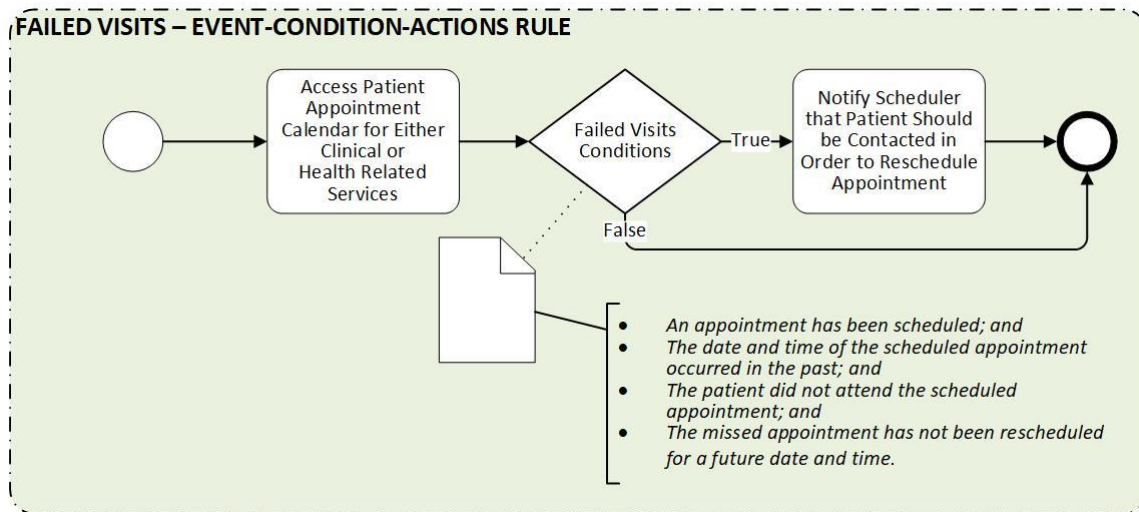 FAILED VISITS – EVENT-CONDITION-ACTIONS RULE
Access Patient
Appointment
Calendar for Either
Clinical or
Health Related
Services
Failed Visits
Conditions
True
Notify Scheduler
that Patient Should
be Contacted in
Order to Reschedule
Appointment
False
• An appointment has been scheduled; and
• The date and time of the scheduled appointment
occurred in the past; and
• The patient did not attend the scheduled
appointment; and
• The missed appointment has not been rescheduled
for a future date and time.